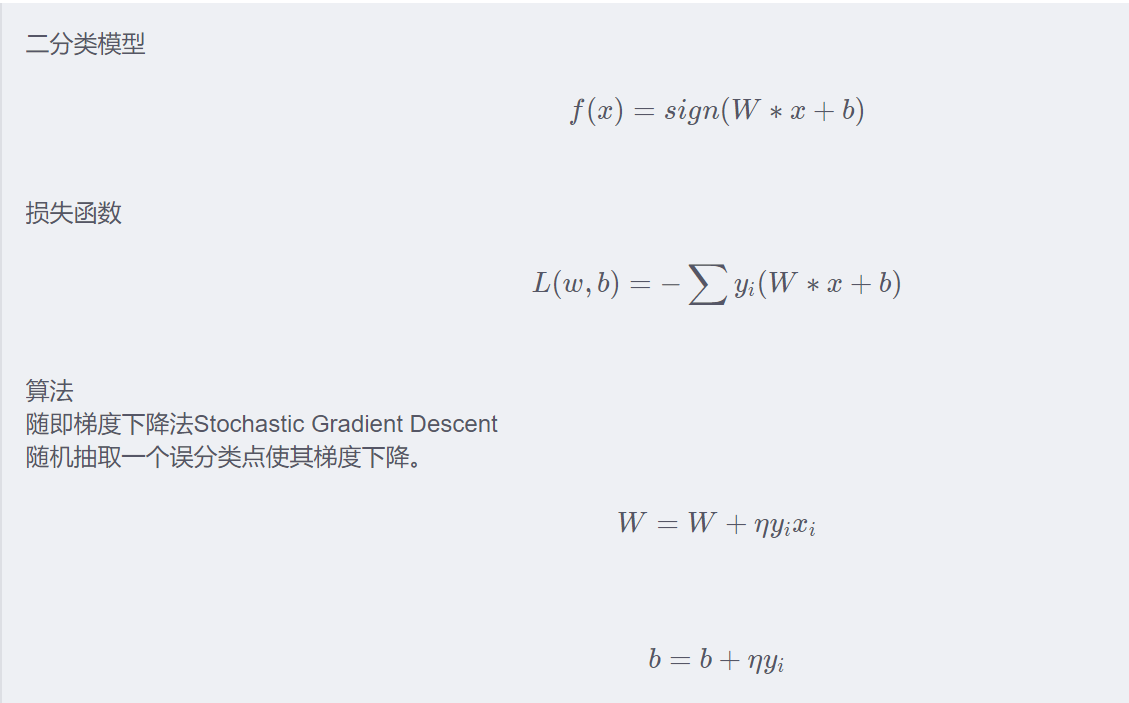 二分类模型
f(x) = sign(W * x + b)
损失函数
L(w, b) = −∑ yᵢ(W * x + b)
算法
随即梯度下降法Stochastic Gradient Descent
随机抽取一个误分类点使其梯度下降。
W = W + ηyᵢxᵢ
b = b + ηyᵢ